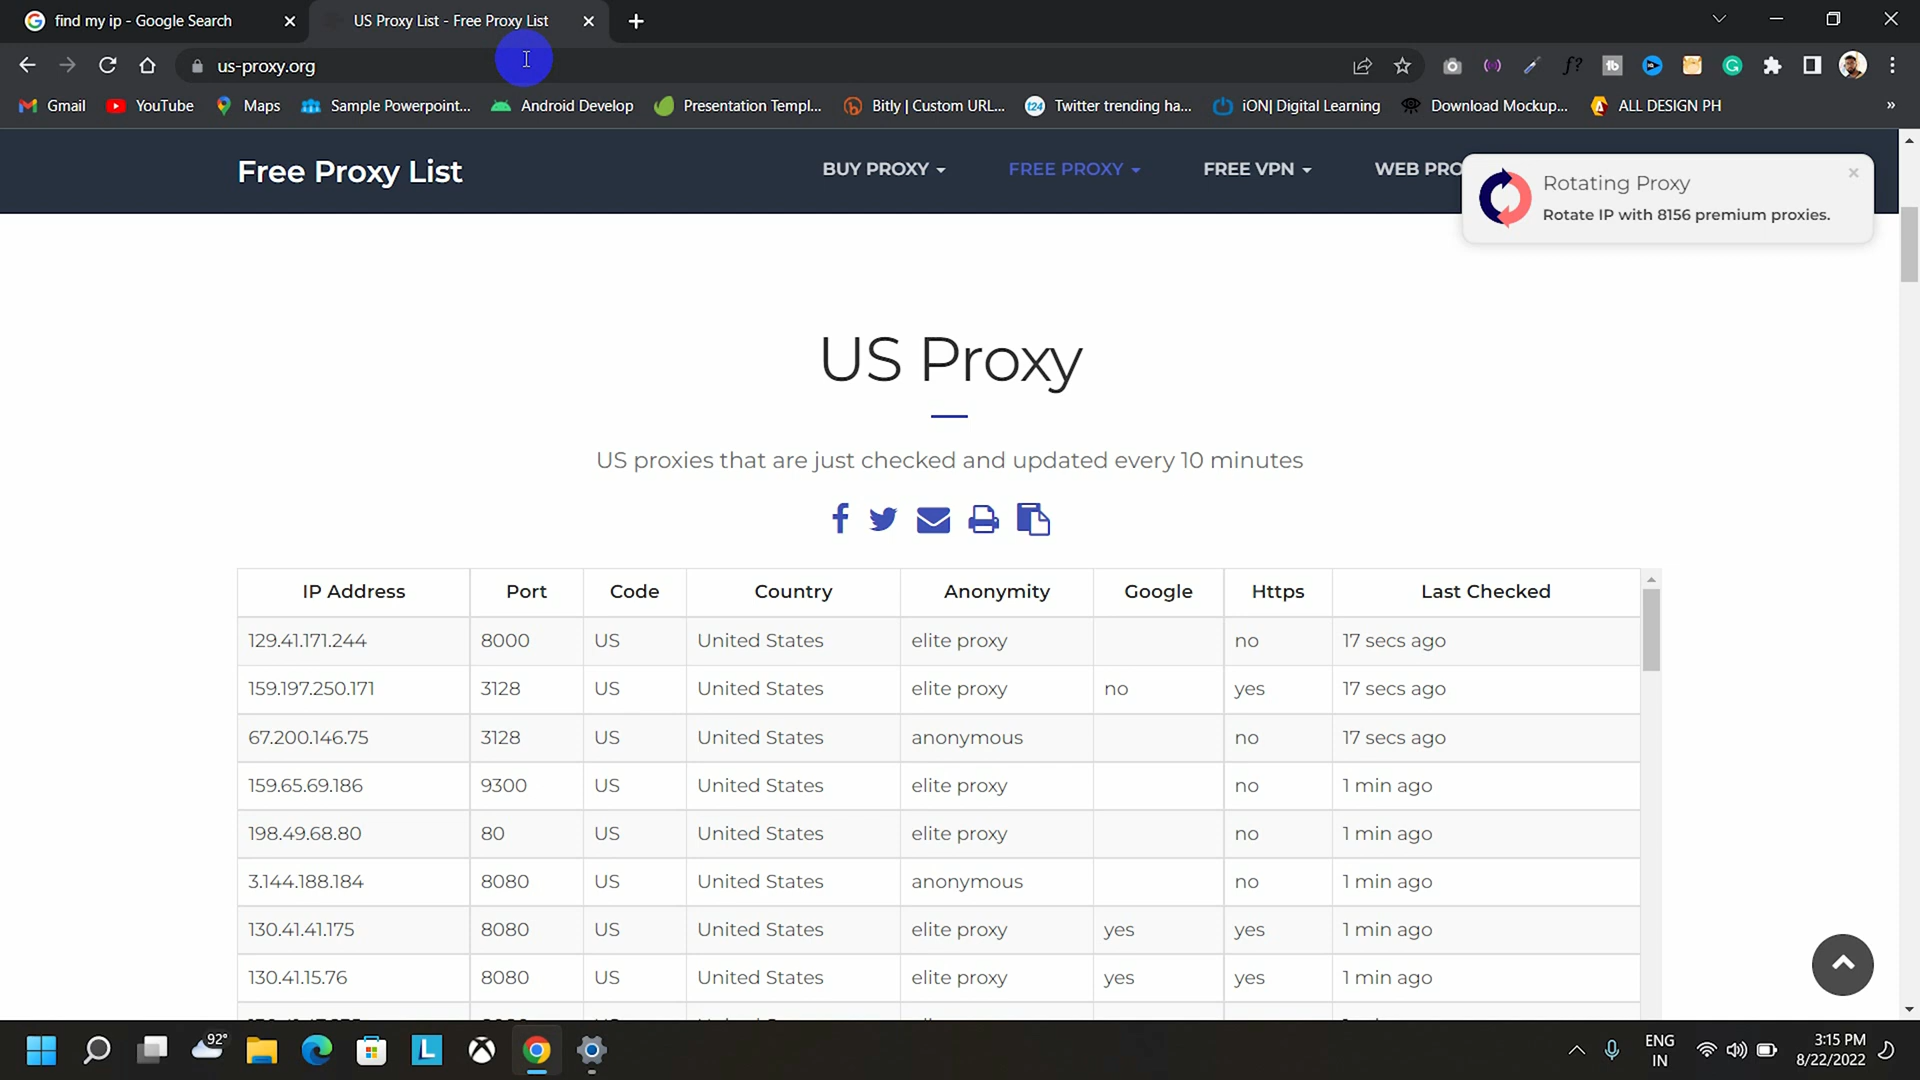 find my ip - Google Search
US Proxy List - Free Proxy List
us-proxy.org
Gmail
YouTube
Maps
Sample Powerpoint...
Android Develop
Presentation Templ...
Bitly | Custom URL...
t24 Twitter trending ha...
iON| Digital Learning
Download Mockup...
ALL DESIGN PH
Free Proxy List
BUY PROXY
FREE PROXY
FREE VPN
WEB PRO
Rotating Proxy
Rotate IP with 8156 premium proxies.
US Proxy
US proxies that are just checked and updated every 10 minutes
IP Address Port Code Country Anonymity Google Https Last Checked
129.41.171.244 8000 US United States elite proxy no 17 secs ago
159.197.250.171 3128 US United States elite proxy no yes 17 secs ago
67.200.146.75 3128 US United States anonymous no 17 secs ago
159.65.69.186 9300 US United States elite proxy no 1 min ago
198.49.68.80 80 US United States elite proxy no 1 min ago
3.144.188.184 8080 US United States anonymous no 1 min ago
130.41.41.175 8080 US United States elite proxy yes yes 1 min ago
130.41.15.76 8080 US United States elite proxy yes yes 1 min ago
92°
ENG
IN
3:15 PM
8/22/2022